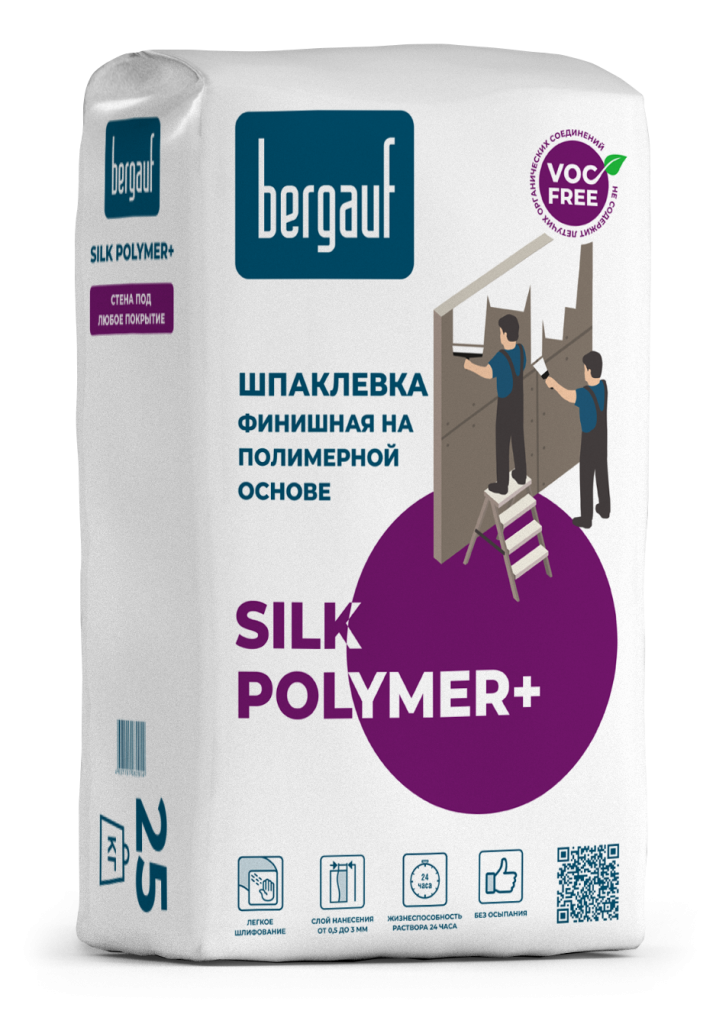 bergauf
SILK POLYMER+
СТЕНА ПОД
ЛЮБОЕ ПОКРЫТИЕ
25
КГ
bergauf
VOC
FREE
НЕ СОДЕРЖИТ ЛЕТУЧИХ ОРГАНИЧЕСКИХ СОЕДИНЕНИЙ
ШПАКЛЕВКА
ФИНИШНАЯ НА
ПОЛИМЕРНОЙ
ОСНОВЕ
SILK
POLYMER+
24
часа
ЛЕГКОЕ
ШЛИФОВАНИЕ
СЛОЙ НАНЕСЕНИЯ
ОТ 0,5 ДО 3 ММ
ЖИЗНЕСПОСОБНОСТЬ
РАСТВОРА 24 ЧАСА
БЕЗ ОСЫПАНИЯ